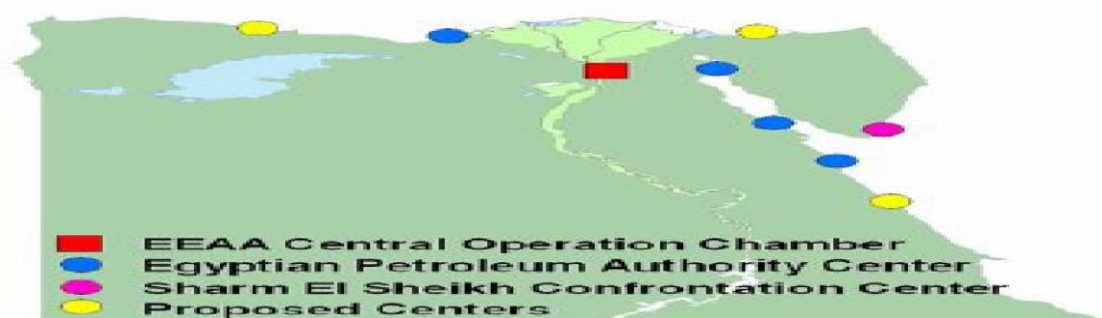 EEAA Central Operation Chamber
Egyptian Petroleum Authority Center
Sharm El Sheikh Confrontation Center
Proposed Centers